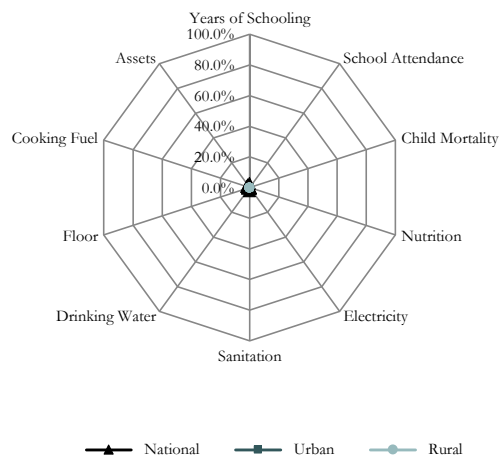 Years of Schooling
100.0%
Assets
School Attendance
80.0%
60.0%
Cooking Fuel
Child Mortality
40.0%
20.0%
0.0%
Floor
Nutrition
Drinking Water
Electricity
Sanitation
National Urban Rural